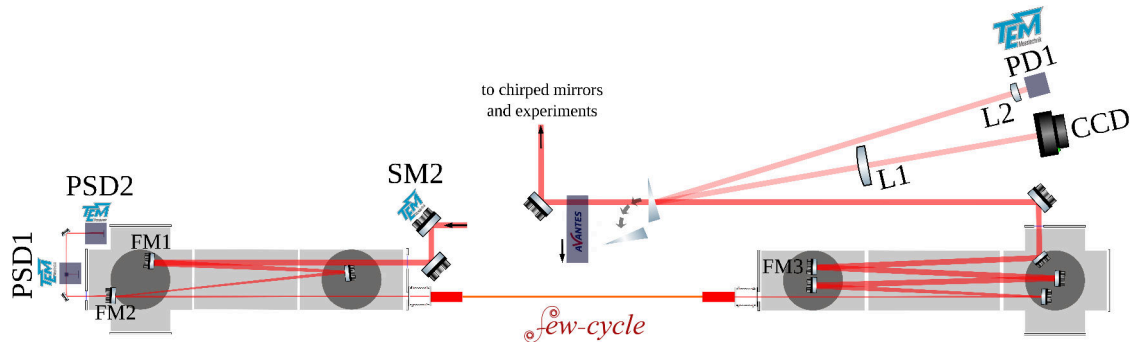 TEM
Messtechnik
PD1
to chirped mirrors
and experiments
L2
CCD
L1
SM2
TEM
PSD2
TEM
AVANTES
PSD1
TEM
FM1
FM2
FM3
few-cycle